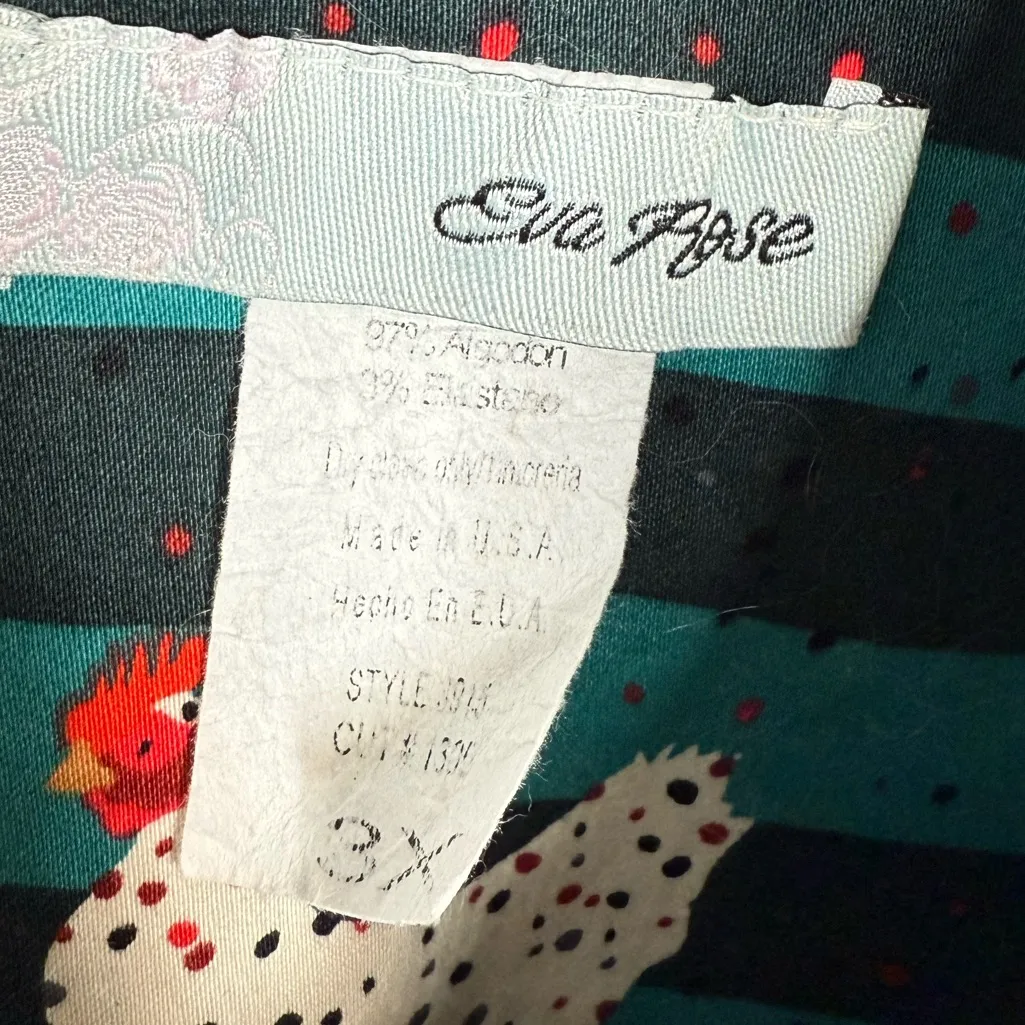 Eva Rose
97% Algodon
3% Elastano
Dry clean only/Tintoreria
Made In U.S.A.
Hecho En E.U.A.
STYLE
CUT #
3X